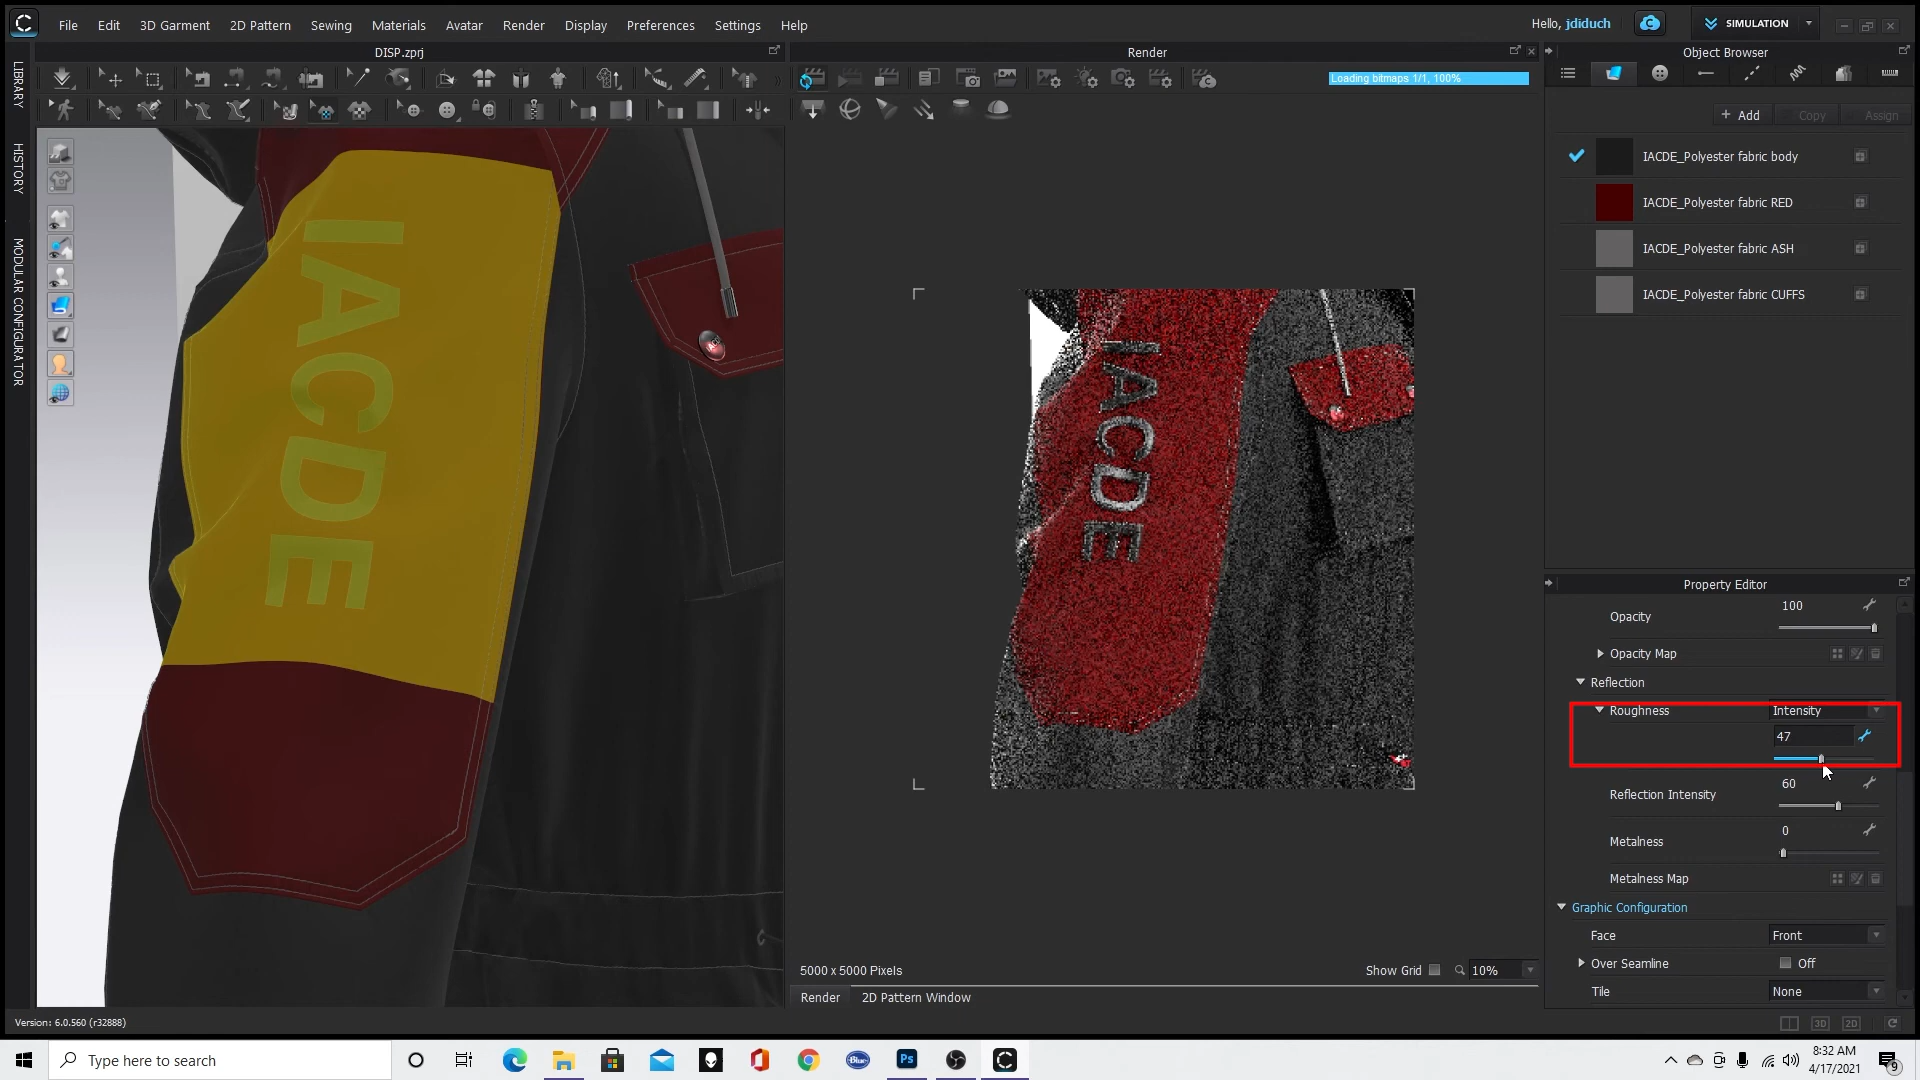 File Edit 3D Garment 2D Pattern Sewing Materials Avatar Render Display Preferences Settings Help
Hello, jdiduch
SIMULATION
DISP.zprj
Render
Object Browser
Loading bitmaps 1/1, 100%
LIBRARY
HISTORY
MODULAR CONFIGURATOR
+ Add Copy Assign
IACDE_Polyester fabric body
IACDE_Polyester fabric RED
IACDE_Polyester fabric ASH
IACDE_Polyester fabric CUFFS
IACDE
IACDE
Property Editor
100
Opacity
Opacity Map
Reflection
Roughness Intensity
47
60
Reflection Intensity
0
Metalness
Metalness Map
Graphic Configuration
Face Front
Over Seamline Off
Tile None
5000 x 5000 Pixels
Show Grid 10%
Render 2D Pattern Window
Version: 6.0.560 (r32888)
3D 2D
Type here to search
Blue
Ps
8:32 AM
4/17/2021
9